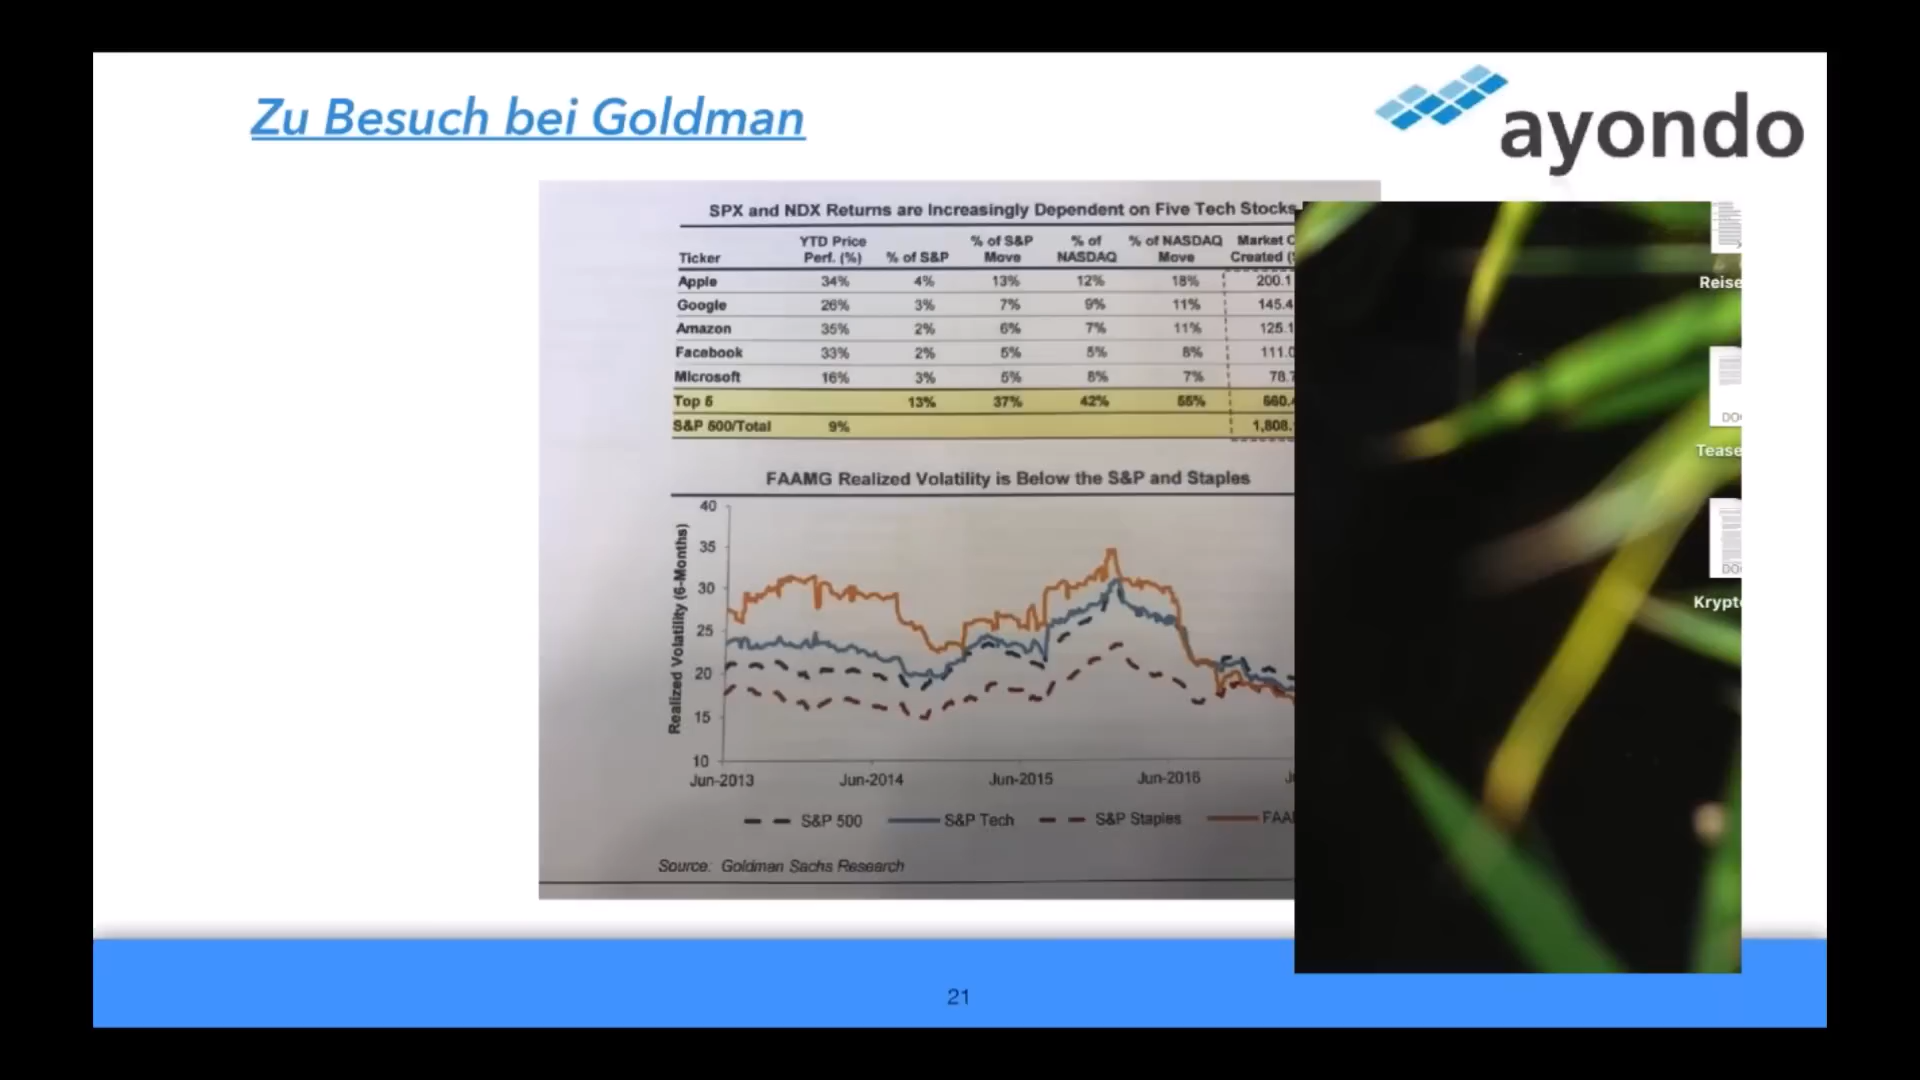 Zu Besuch bei Goldman
ayondo
SPX and NDX Returns are Increasingly Dependent on Five Tech Stocks
Ticker YTD Price Perf. (%) % of S&P % of S&P Move % of NASDAQ % of NASDAQ Move Market C Created (
Apple 34% 4% 13% 12% 18% 200.1
Google 26% 3% 7% 9% 11% 145.4
Amazon 35% 2% 6% 7% 11% 125.1
Facebook 33% 2% 5% 8% 111.0
Microsoft 16% 3% 8% 7% 78.7
Top 5 13% 37% 42% 55% 660.
S&P 500/Total 9% 1,808.
FAAMG Realized Volatility is Below the S&P and Staples
Realized Volatility (6-Months)
40
35
30
25
20
15
10
Jun-2013 Jun-2014 Jun-2015 Jun-2016 J
S&P 500 S&P Tech S&P Staples FAA
Source: Goldman Sachs Research
Reise
DO
Tease
DO
Krypt
21